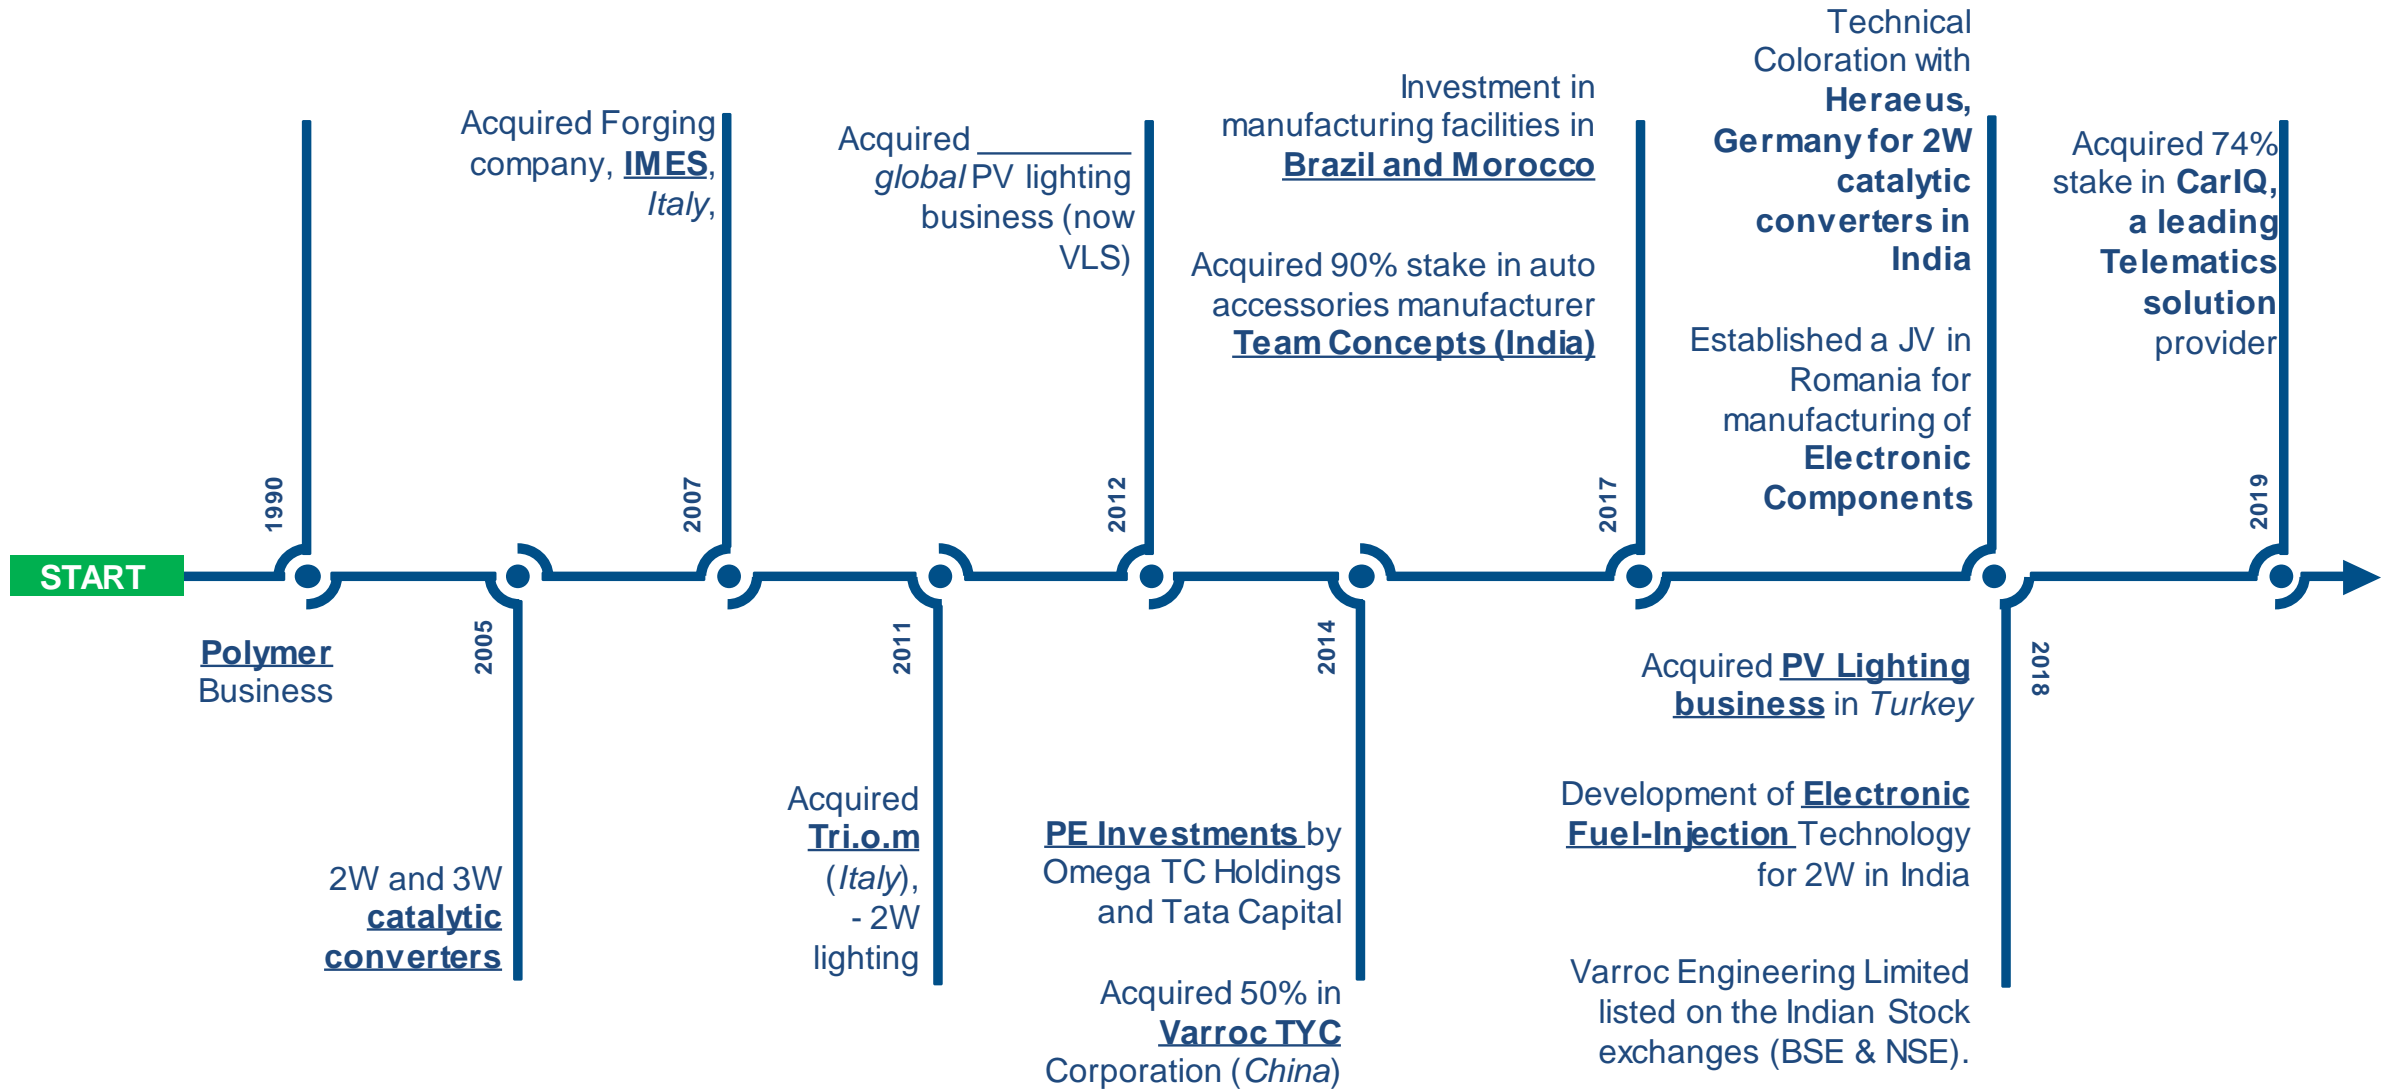 START
1990
Polymer
Business
2005
2W and 3W
catalytic
converters
2007
Acquired Forging
company, IMES,
Italy,
2011
Acquired
Tri.o.m
(Italy),
- 2W
lighting
2012
Acquired ________
global PV lighting
business (now
VLS)
2014
PE Investments by
Omega TC Holdings
and Tata Capital
Acquired 50% in
Varroc TYC
Corporation (China)
2017
Investment in
manufacturing facilities in
Brazil and Morocco
Acquired 90% stake in auto
accessories manufacturer
Team Concepts (India)
Technical
Coloration with
Heraeus,
Germany for 2W
catalytic
converters in
India
Established a JV in
Romania for
manufacturing of
Electronic
Components
2018
Acquired PV Lighting
business in Turkey
Development of Electronic
Fuel-Injection Technology
for 2W in India
Varroc Engineering Limited
listed on the Indian Stock
exchanges (BSE & NSE).
2019
Acquired 74%
stake in CarIQ,
a leading
Telematics
solution
provider